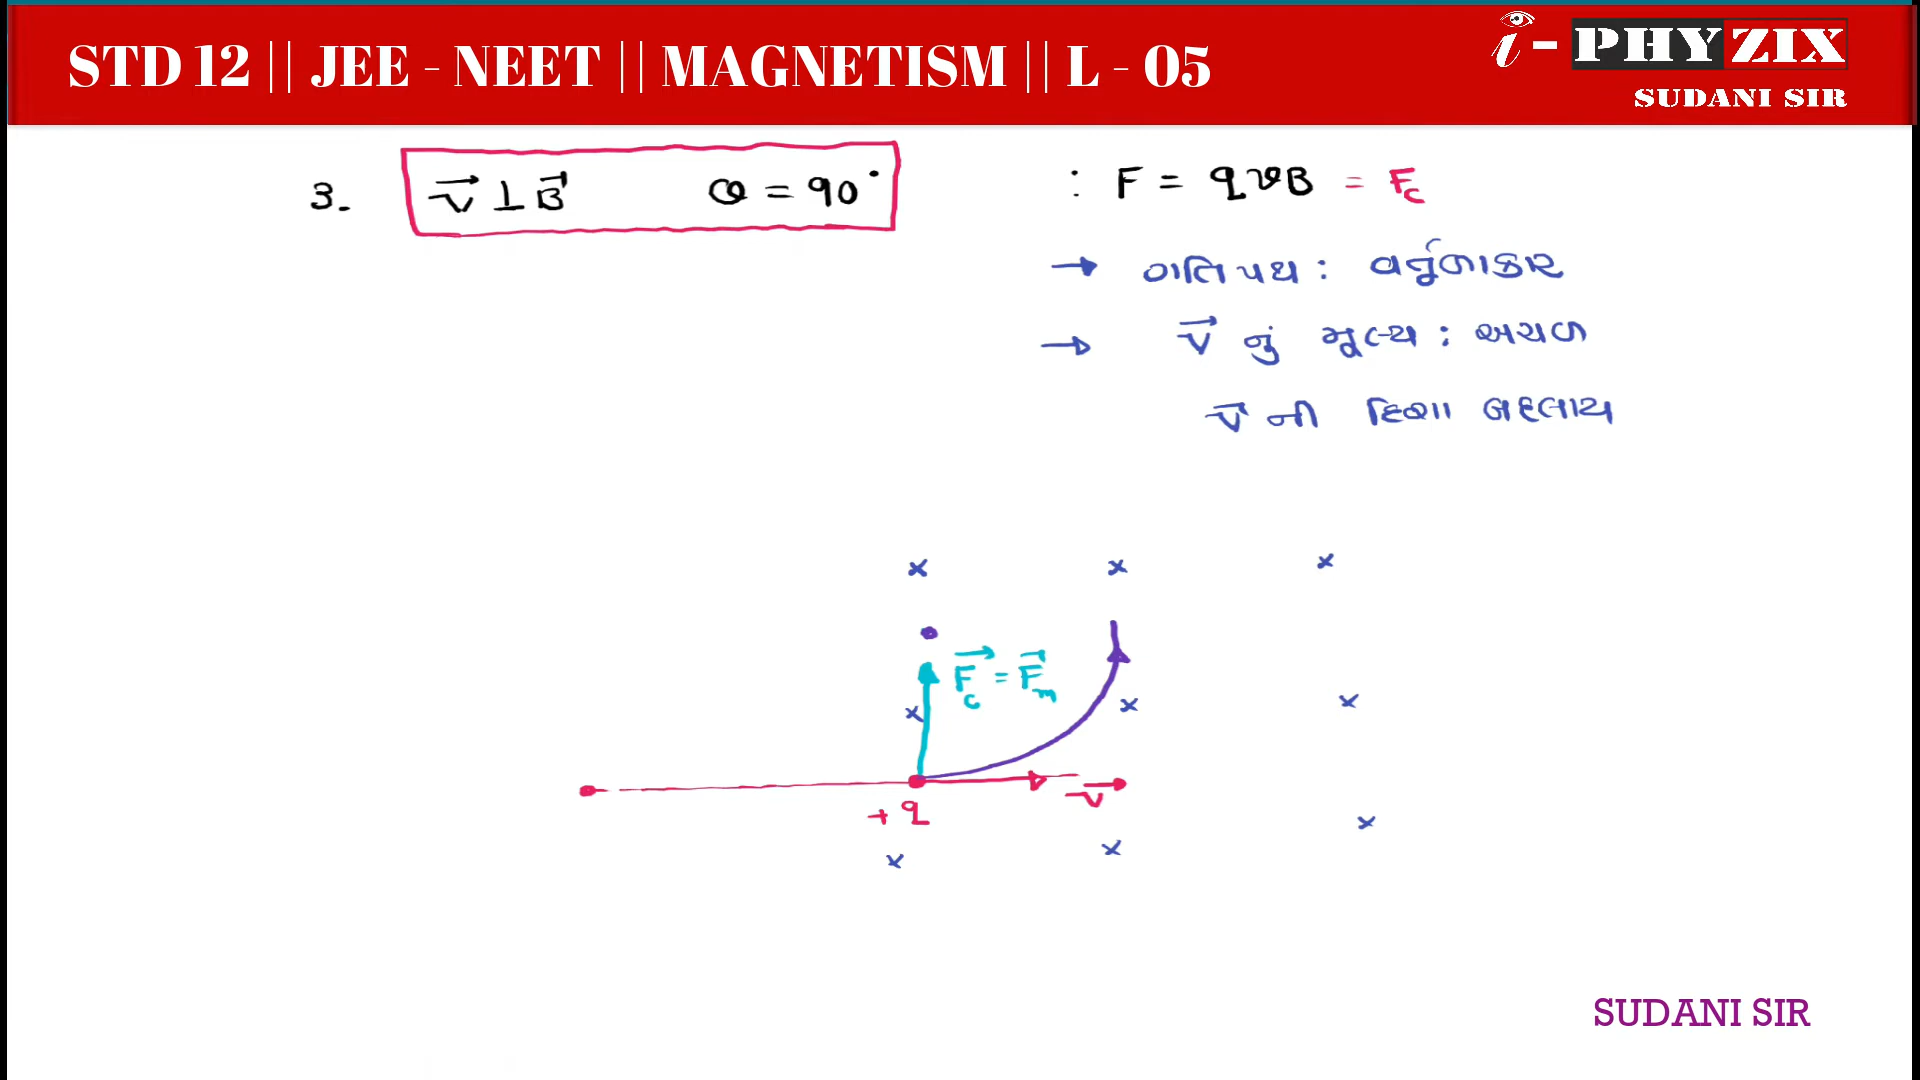 STD 12 || JEE - NEET || MAGNETISM || L - 05
i-PHYZIX
SUDANI SIR
3. v⃗ ⊥ B⃗ θ = 90° : F = qvB = Fc
→ ગતિપથ : વર્તુળાકાર
→ v⃗ નું મૂલ્ય : અચળ
v⃗ ની દિશા બદલાય
x x x
F⃗c = F⃗m
x x x
+q v⃗
x x x
SUDANI SIR